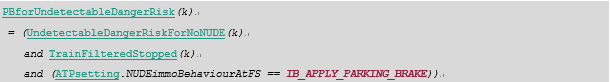 PBforUndetectableDangerRisk(k)
= (UndetectableDangerRiskForNoNUDE(k)
and TrainFilteredStopped(k)
and (ATPsetting.NUDEimmoBehaviourAtFS == IB_APPLY_PARKING_BRAKE))